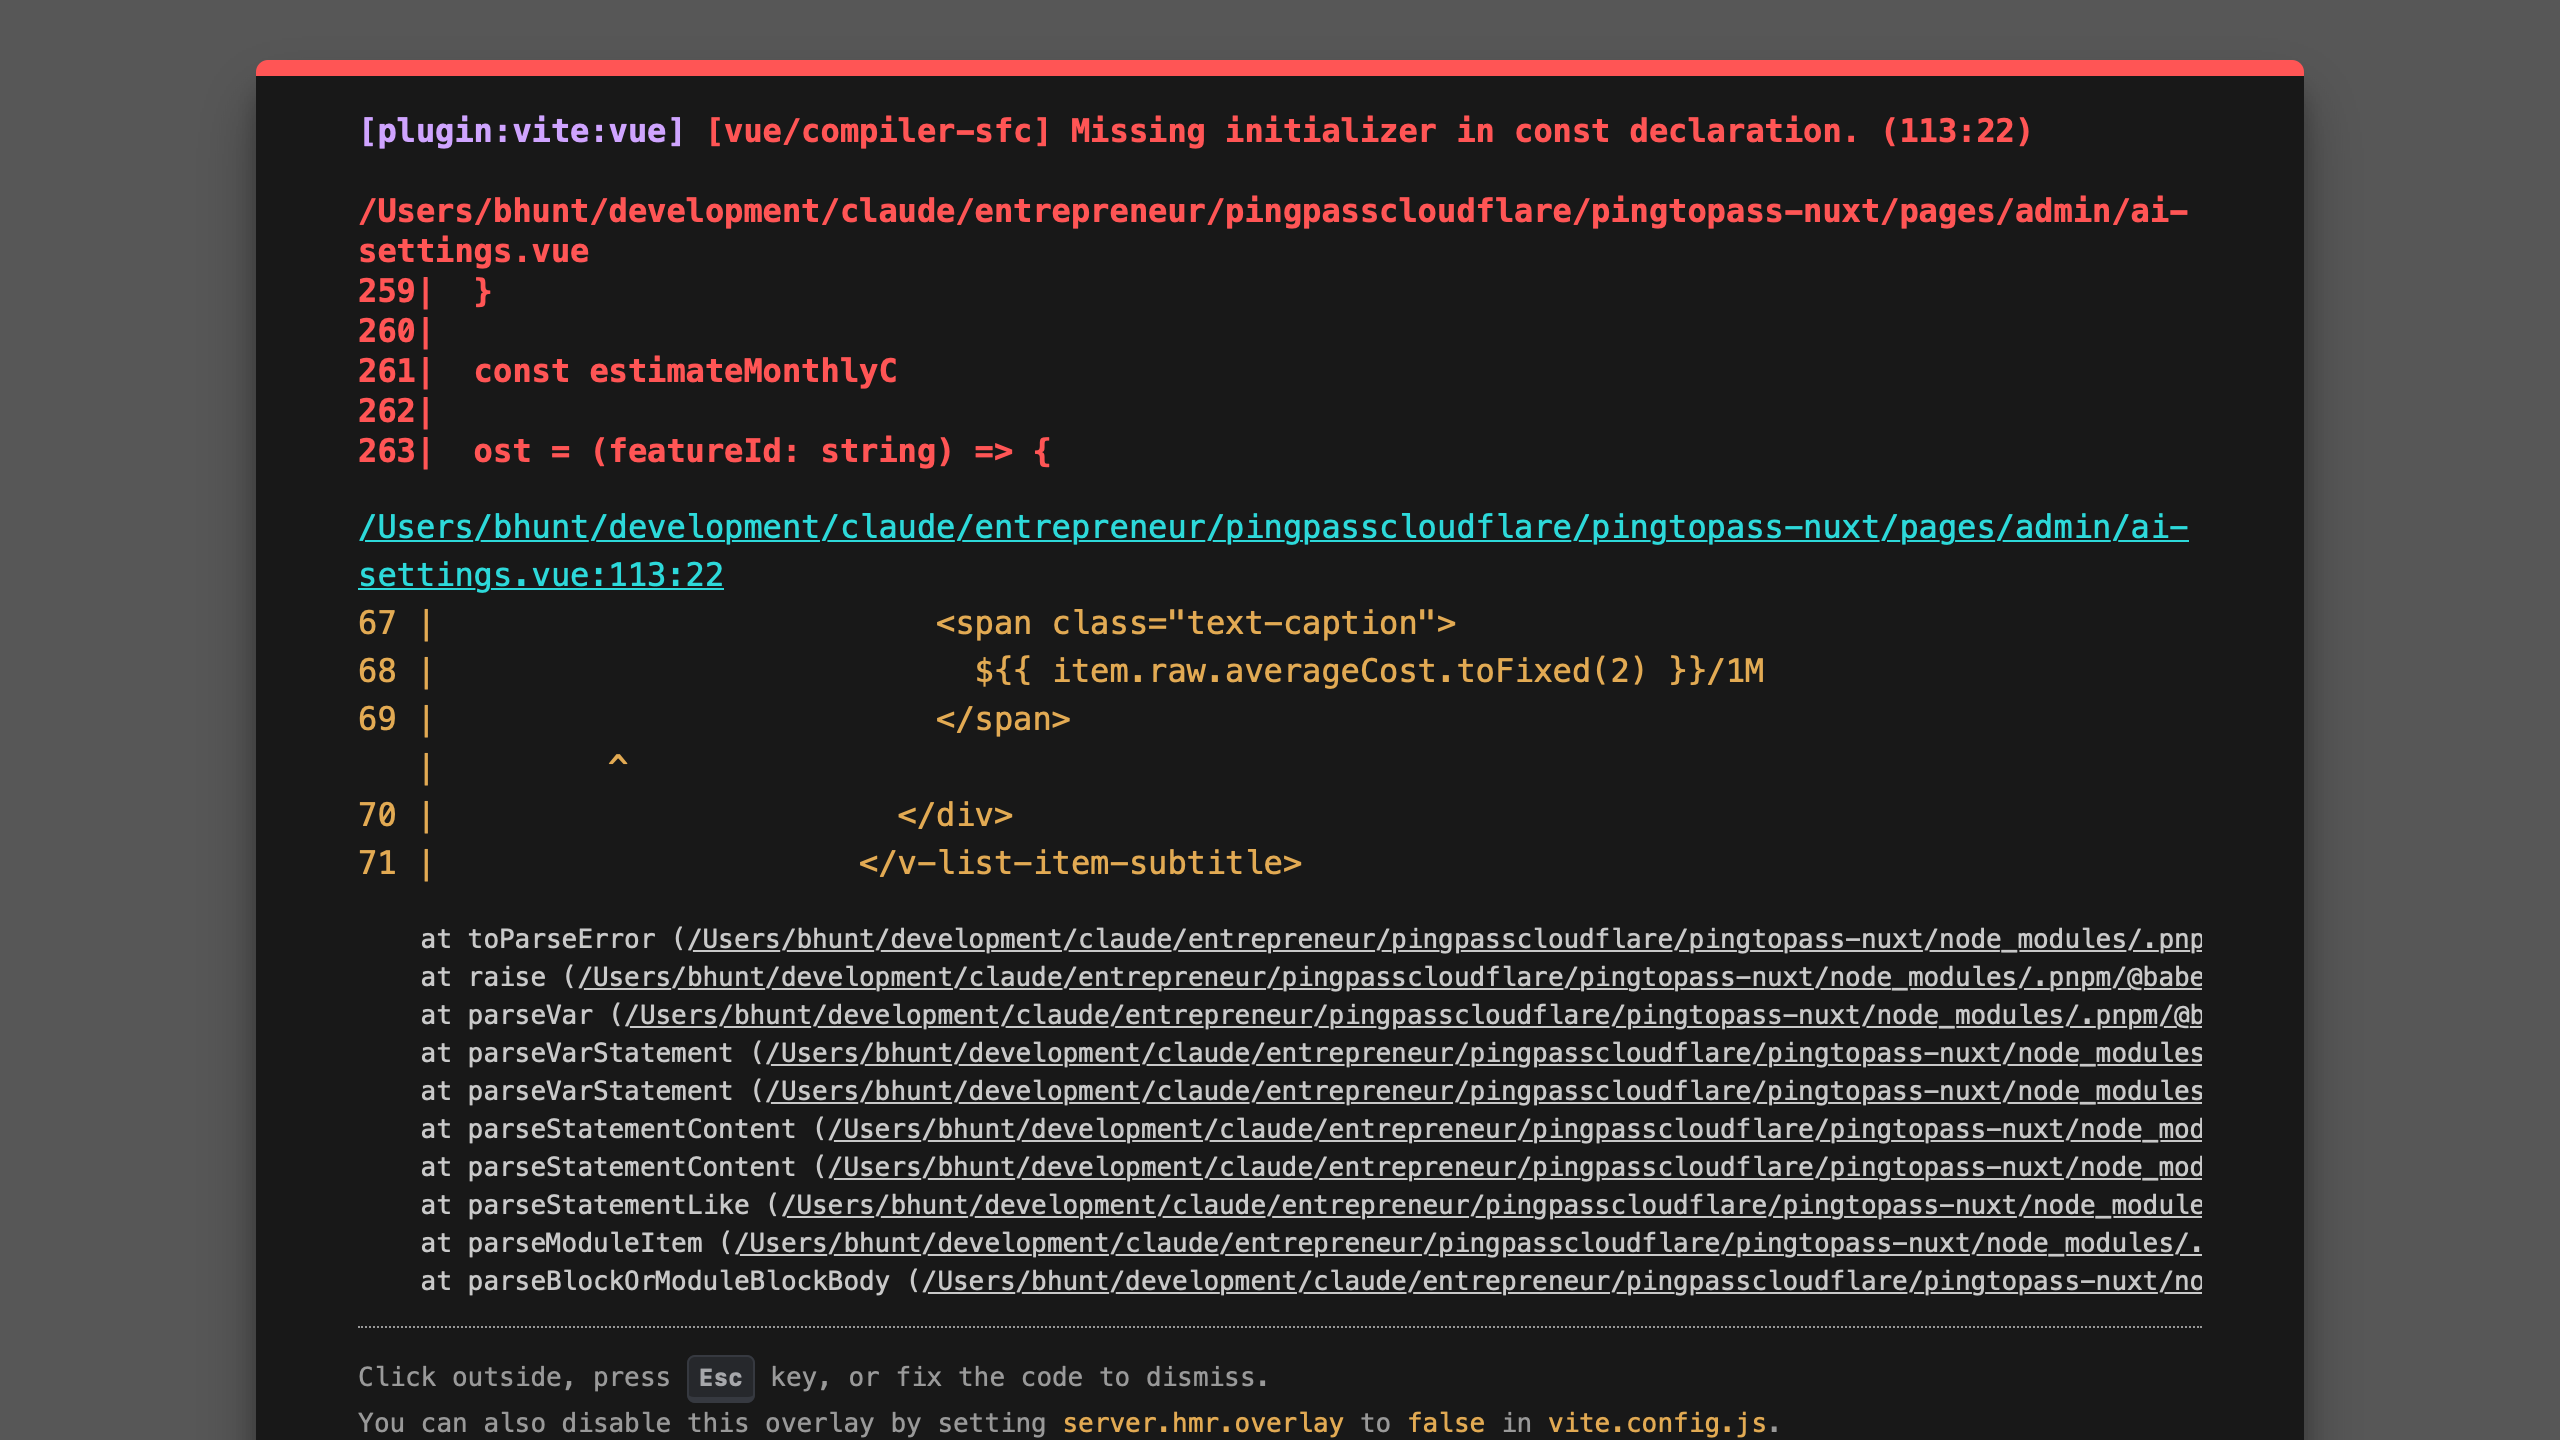 [plugin:vite:vue] [vue/compiler-sfc] Missing initializer in const declaration. (113:22)
/Users/bhunt/development/claude/entrepreneur/pingpasscloudflare/pingtopass-nuxt/pages/admin/ai-
settings.vue
259|  }
260|
261|  const estimateMonthlyC
262|
263|  ost = (featureId: string) => {
/Users/bhunt/development/claude/entrepreneur/pingpasscloudflare/pingtopass-nuxt/pages/admin/ai-
settings.vue:113:22
67 |                          <span class="text-caption">
68 |                            ${{ item.raw.averageCost.toFixed(2) }}/1M
69 |                          </span>
   |         ^
70 |                        </div>
71 |                      </v-list-item-subtitle>
at toParseError (/Users/bhunt/development/claude/entrepreneur/pingpasscloudflare/pingtopass-nuxt/node_modules/.pnp
at raise (/Users/bhunt/development/claude/entrepreneur/pingpasscloudflare/pingtopass-nuxt/node_modules/.pnpm/@babe
at parseVar (/Users/bhunt/development/claude/entrepreneur/pingpasscloudflare/pingtopass-nuxt/node_modules/.pnpm/@b
at parseVarStatement (/Users/bhunt/development/claude/entrepreneur/pingpasscloudflare/pingtopass-nuxt/node_modules
at parseVarStatement (/Users/bhunt/development/claude/entrepreneur/pingpasscloudflare/pingtopass-nuxt/node_modules
at parseStatementContent (/Users/bhunt/development/claude/entrepreneur/pingpasscloudflare/pingtopass-nuxt/node_mod
at parseStatementContent (/Users/bhunt/development/claude/entrepreneur/pingpasscloudflare/pingtopass-nuxt/node_mod
at parseStatementLike (/Users/bhunt/development/claude/entrepreneur/pingpasscloudflare/pingtopass-nuxt/node_module
at parseModuleItem (/Users/bhunt/development/claude/entrepreneur/pingpasscloudflare/pingtopass-nuxt/node_modules/.
at parseBlockOrModuleBlockBody (/Users/bhunt/development/claude/entrepreneur/pingpasscloudflare/pingtopass-nuxt/no
Click outside, press Esc key, or fix the code to dismiss.
You can also disable this overlay by setting server.hmr.overlay to false in vite.config.js.